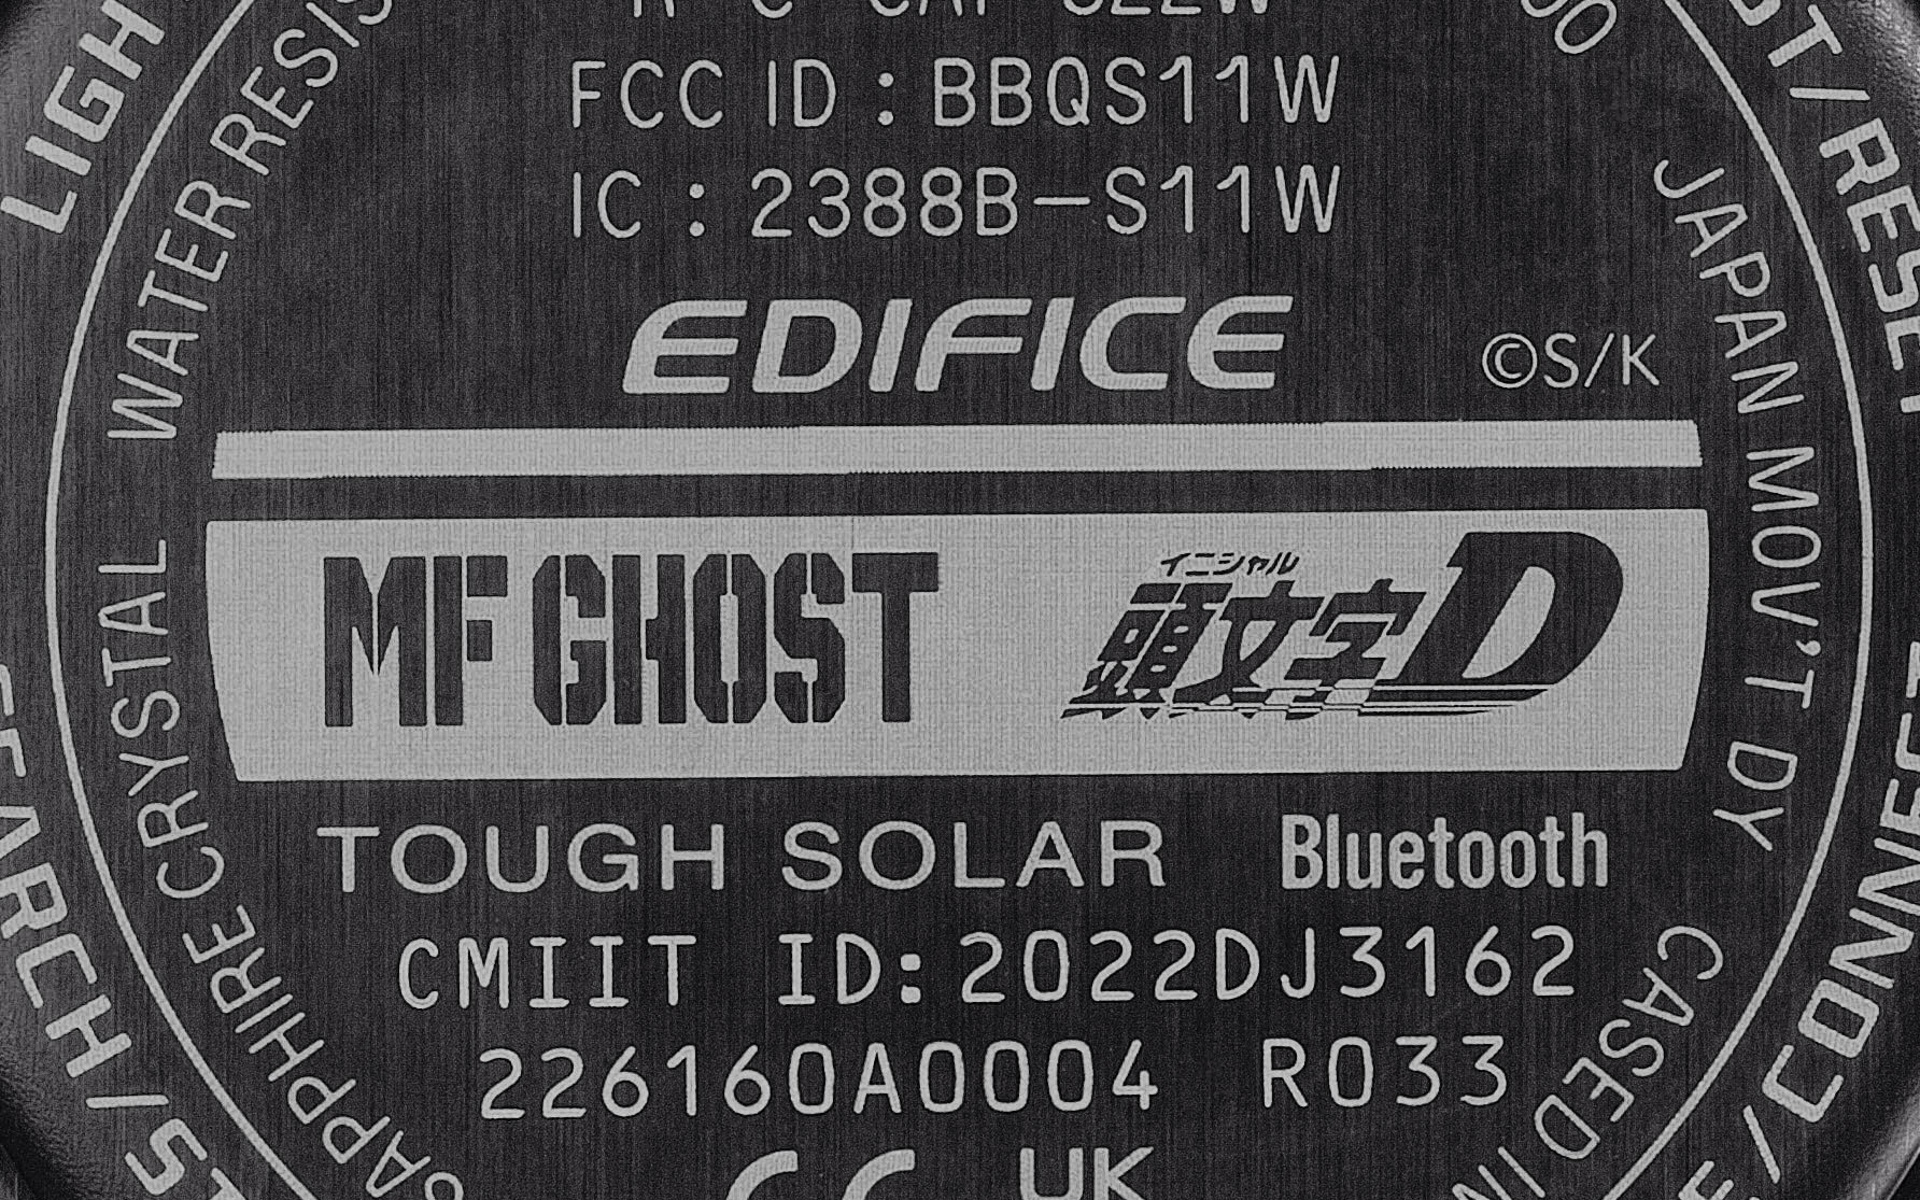 FCC ID : BBQS11W
IC : 2388B-S11W
EDIFICE
©S/K
MF GHOST
イニシャル
頭文字D
TOUGH SOLAR Bluetooth
CMIIT ID:2022DJ3162
226160A0004 R033
CE
UK
SAPPHIRE CRYSTAL WATER
JAPAN MOV'T DY
CASED IN